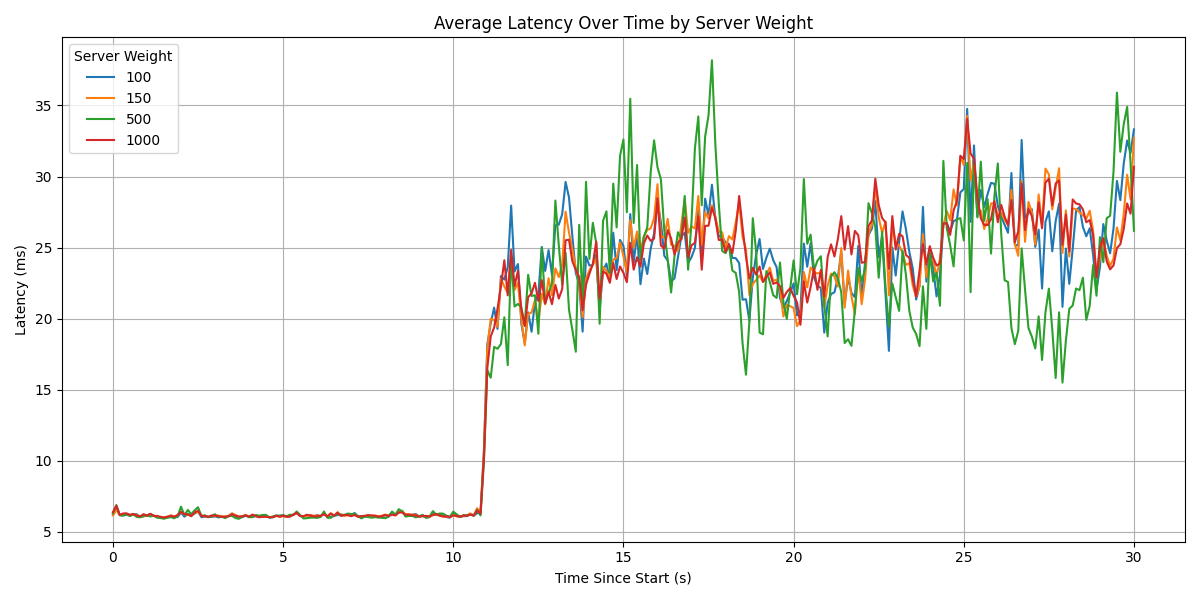 Average Latency Over Time by Server Weight
Server Weight
100
150
500
1000
Latency (ms)
35
30
25
20
15
10
5
0 5 10 15 20 25 30
Time Since Start (s)